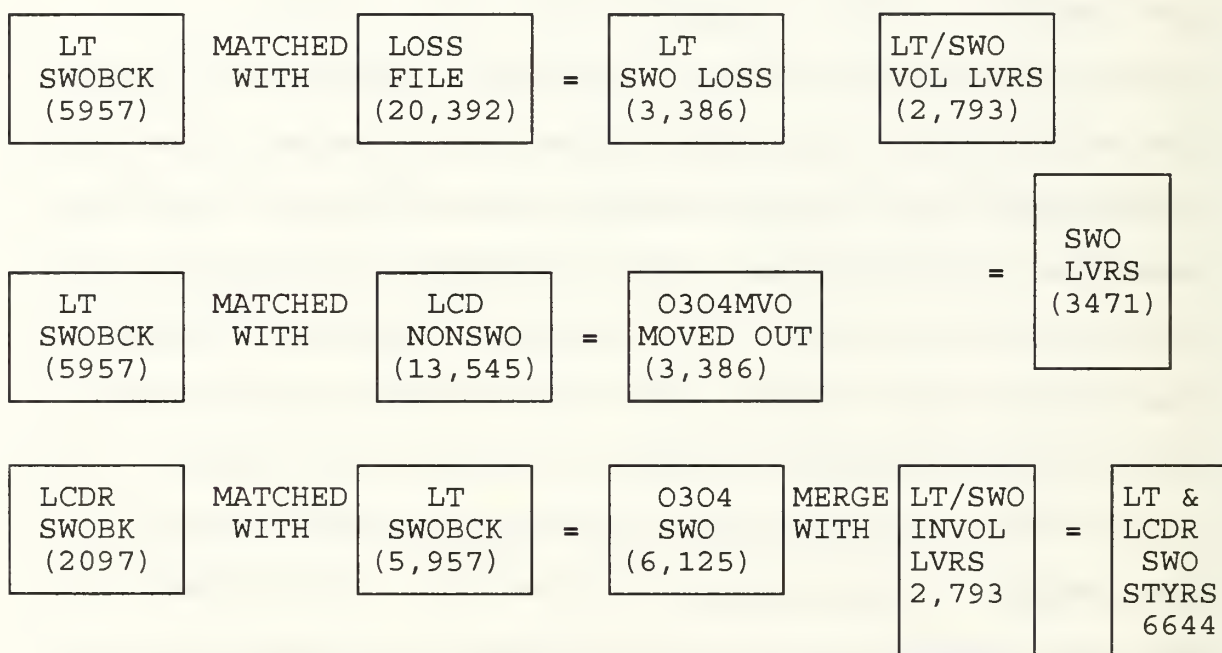 LT MATCHED LOSS LT LT/SWO
SWOBCK WITH FILE = SWO LOSS VOL LVRS
(5957) (20,392) (3,386) (2,793)
SWO
= LVRS
(3471)
LT MATCHED LCD O3O4MVO
SWOBCK WITH NONSWO = MOVED OUT
(5957) (13,545) (3,386)
LCDR MATCHED LT O3O4 MERGE LT/SWO LT &
SWOBK WITH SWOBCK = SWO WITH INVOL = LCDR
(2097) (5,957) (6,125) LVRS SWO
2,793 STYRS
6644